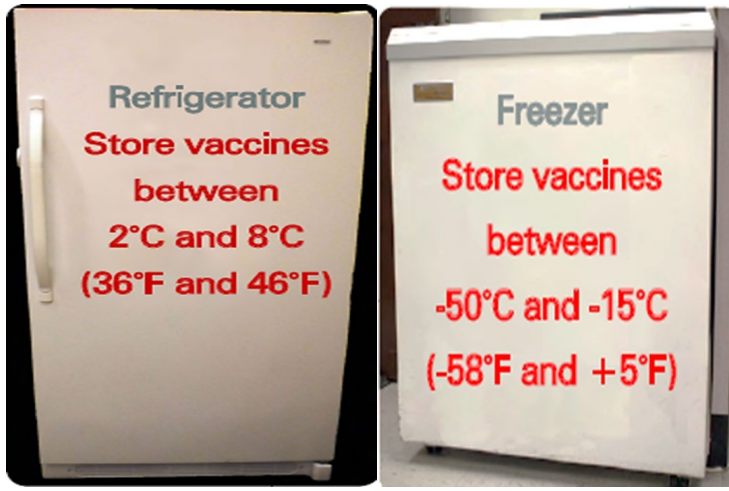 Refrigerator
Store vaccines
between
2°C and 8°C
(36°F and 46°F)
Freezer
Store vaccines
between
-50°C and -15°C
(-58°F and +5°F)